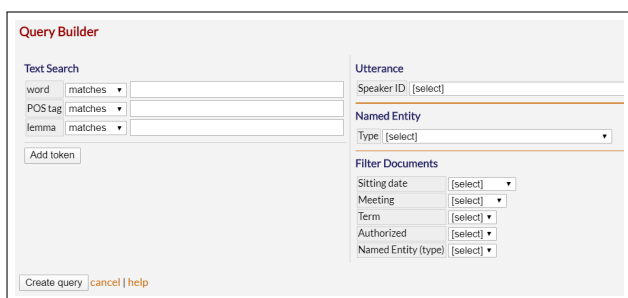 Query Builder
Text Search
word matches
POS tag matches
lemma matches
Add token
Utterance
Speaker ID [select]
Named Entity
Type [select]
Filter Documents
Sitting date [select]
Meeting [select]
Term [select]
Authorized [select]
Named Entity (type) [select]
Create query cancel | help